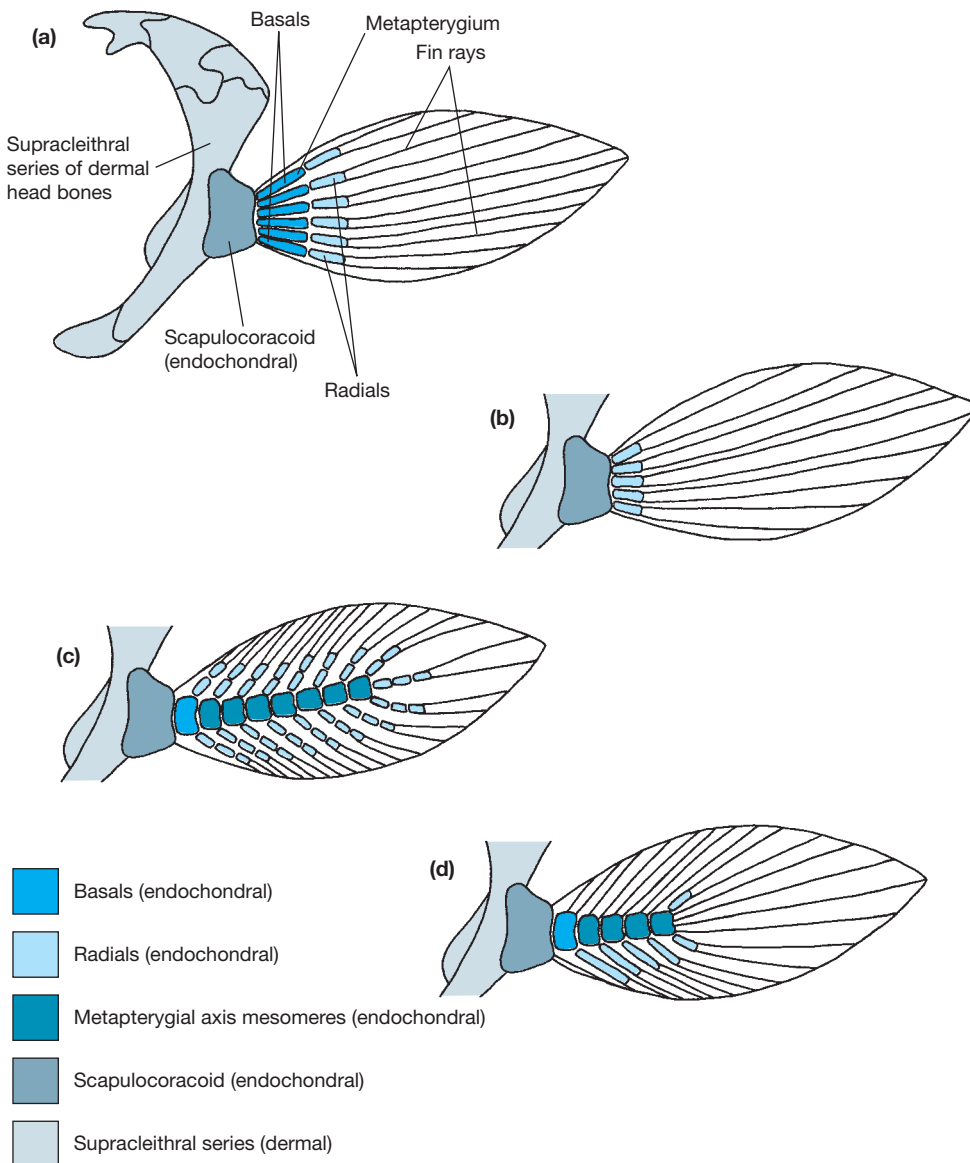 (a)
Basals
Metapterygium
Fin rays
Supracleithral
series of dermal
head bones
Scapulocoracoid
(endochondral)
Radials
(b)
(c)
(d)
Basals (endochondral)
Radials (endochondral)
Metapterygial axis mesomeres (endochondral)
Scapulocoracoid (endochondral)
Supracleithral series (dermal)